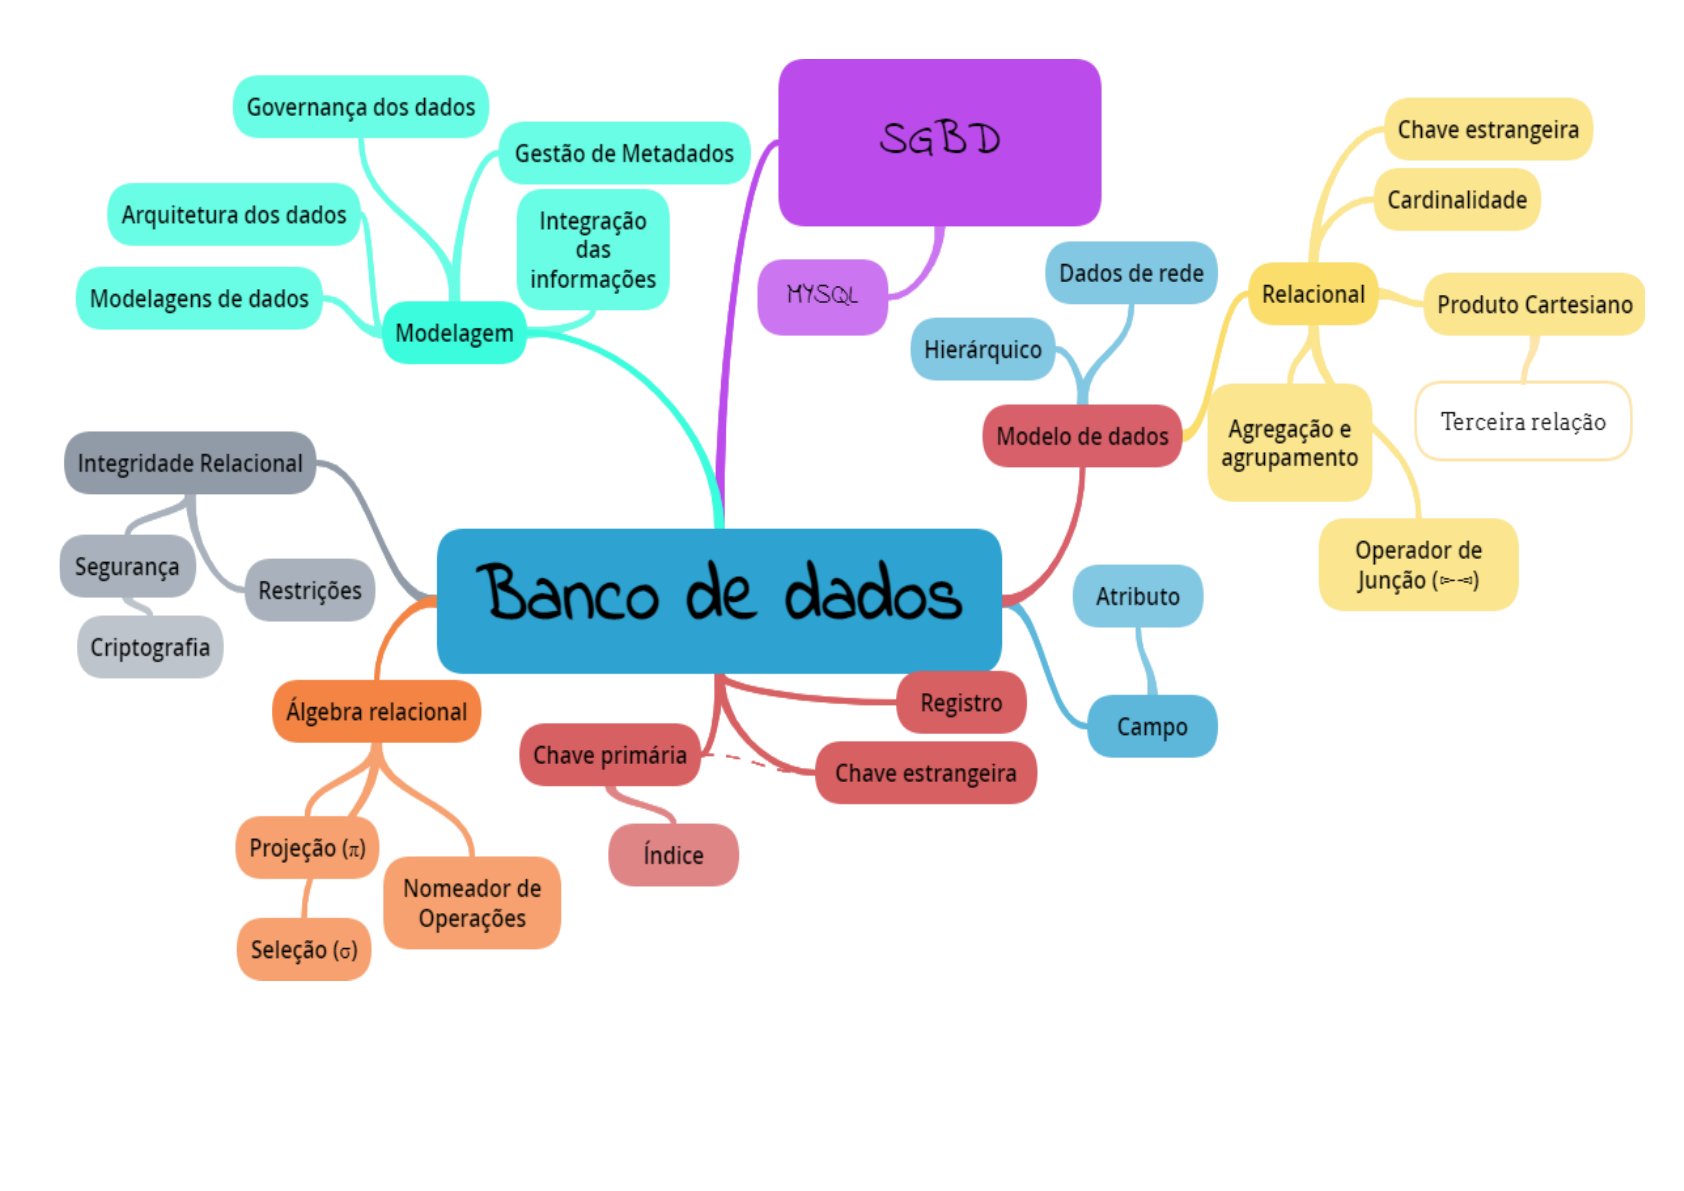 Governança dos dados
Gestão de Metadados
Arquitetura dos dados
Integração
das
informações
Modelagens de dados
Modelagem
SGBD
MYSQL
Dados de rede
Hierárquico
Modelo de dados
Chave estrangeira
Cardinalidade
Relacional
Produto Cartesiano
Terceira relação
Agregação e
agrupamento
Operador de
Junção (⊳-⊲)
Integridade Relacional
Segurança
Restrições
Criptografia
Banco de dados
Atributo
Campo
Registro
Chave primária
Chave estrangeira
Índice
Álgebra relacional
Projeção (π)
Nomeador de
Operações
Seleção (σ)